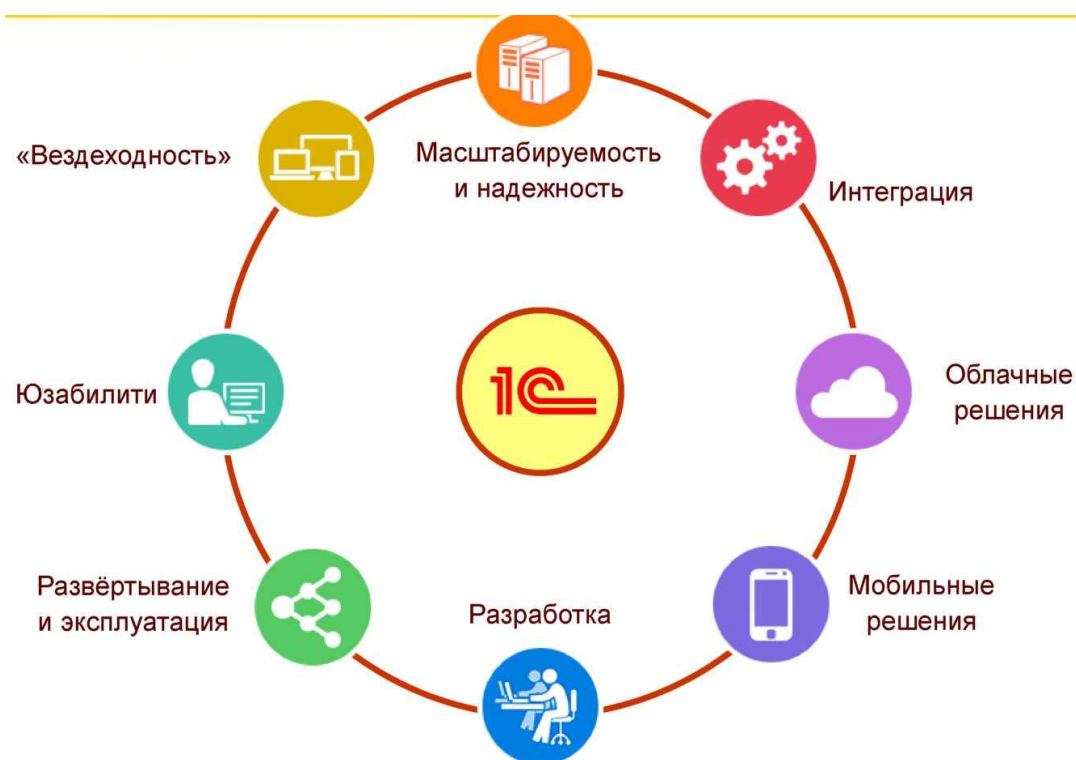 Масштабируемость
и надежность
Интеграция
Облачные
решения
Мобильные
решения
Разработка
Развёртывание
и эксплуатация
Юзабилити
«Вездеходность»
1С